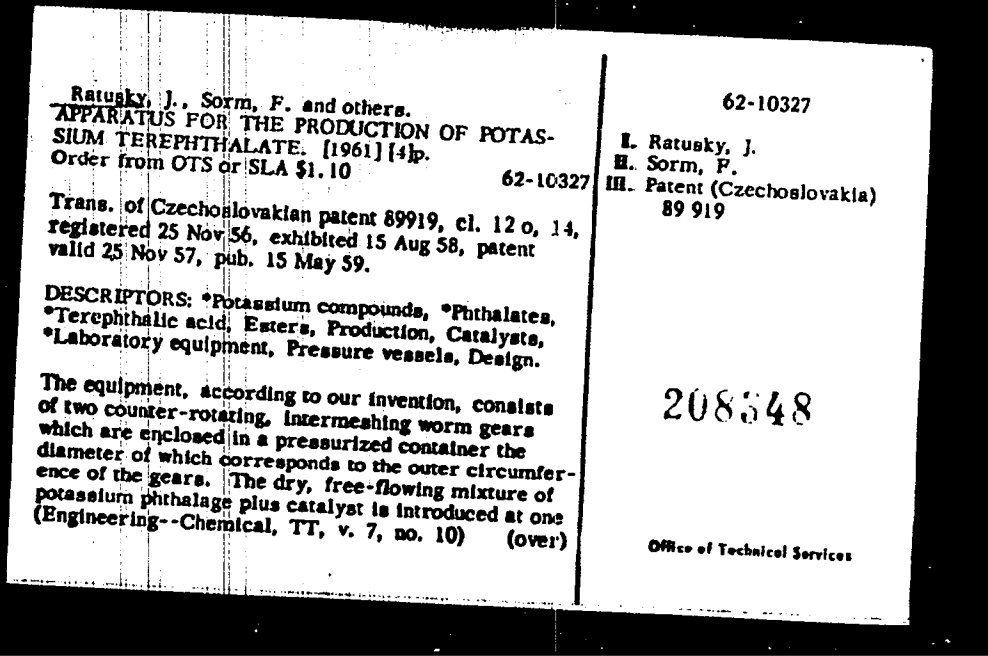 Ratusky, J., Sorm, F. and others.
APPARATUS FOR THE PRODUCTION OF POTAS-
SIUM TEREPHTHALATE. [1961] [4]p.
Order from OTS or SLA $1.10
62-10327
Trans. of Czechoslovakian patent 89919, cl. 12 o, 14,
registered 25 Nov 56, exhibited 15 Aug 58, patent
valid 25 Nov 57, pub. 15 May 59.
DESCRIPTORS: *Potassium compounds, *Phthalates,
*Terephthalic acid, Esters, Production, Catalysts,
*Laboratory equipment, Pressure vessels, Design.
The equipment, according to our invention, consists
of two counter-rotating, intermeshing worm gears
which are enclosed in a pressurized container the
diameter of which corresponds to the outer circumfer-
ence of the gears. The dry, free-flowing mixture of
potassium phthalage plus catalyst is introduced at one
(Engineering--Chemical, TT, v. 7, no. 10) (over)
62-10327
I. Ratusky, J.
II. Sorm, F.
III. Patent (Czechoslovakia)
89 919
Office of Technical Services